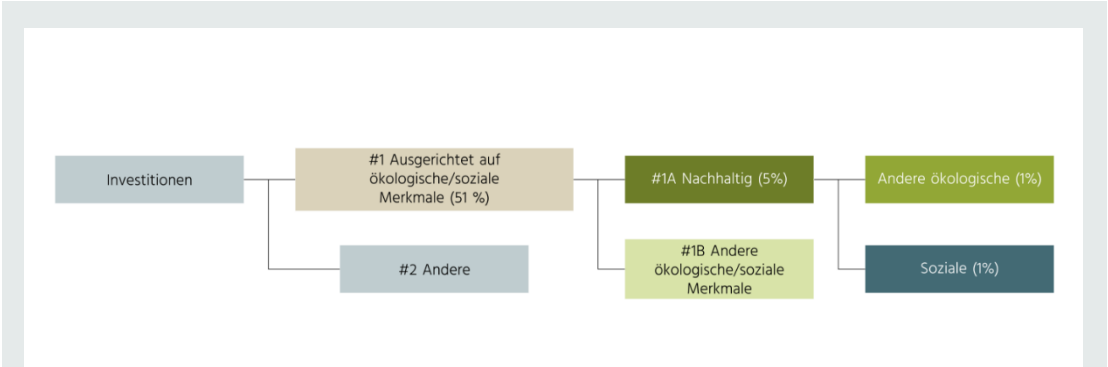 Investitionen
#1 Ausgerichtet auf
ökologische/soziale
Merkmale (51 %)
#1A Nachhaltig (5%)
Andere ökologische (1%)
#2 Andere
#1B Andere
ökologische/soziale
Merkmale
Soziale (1%)